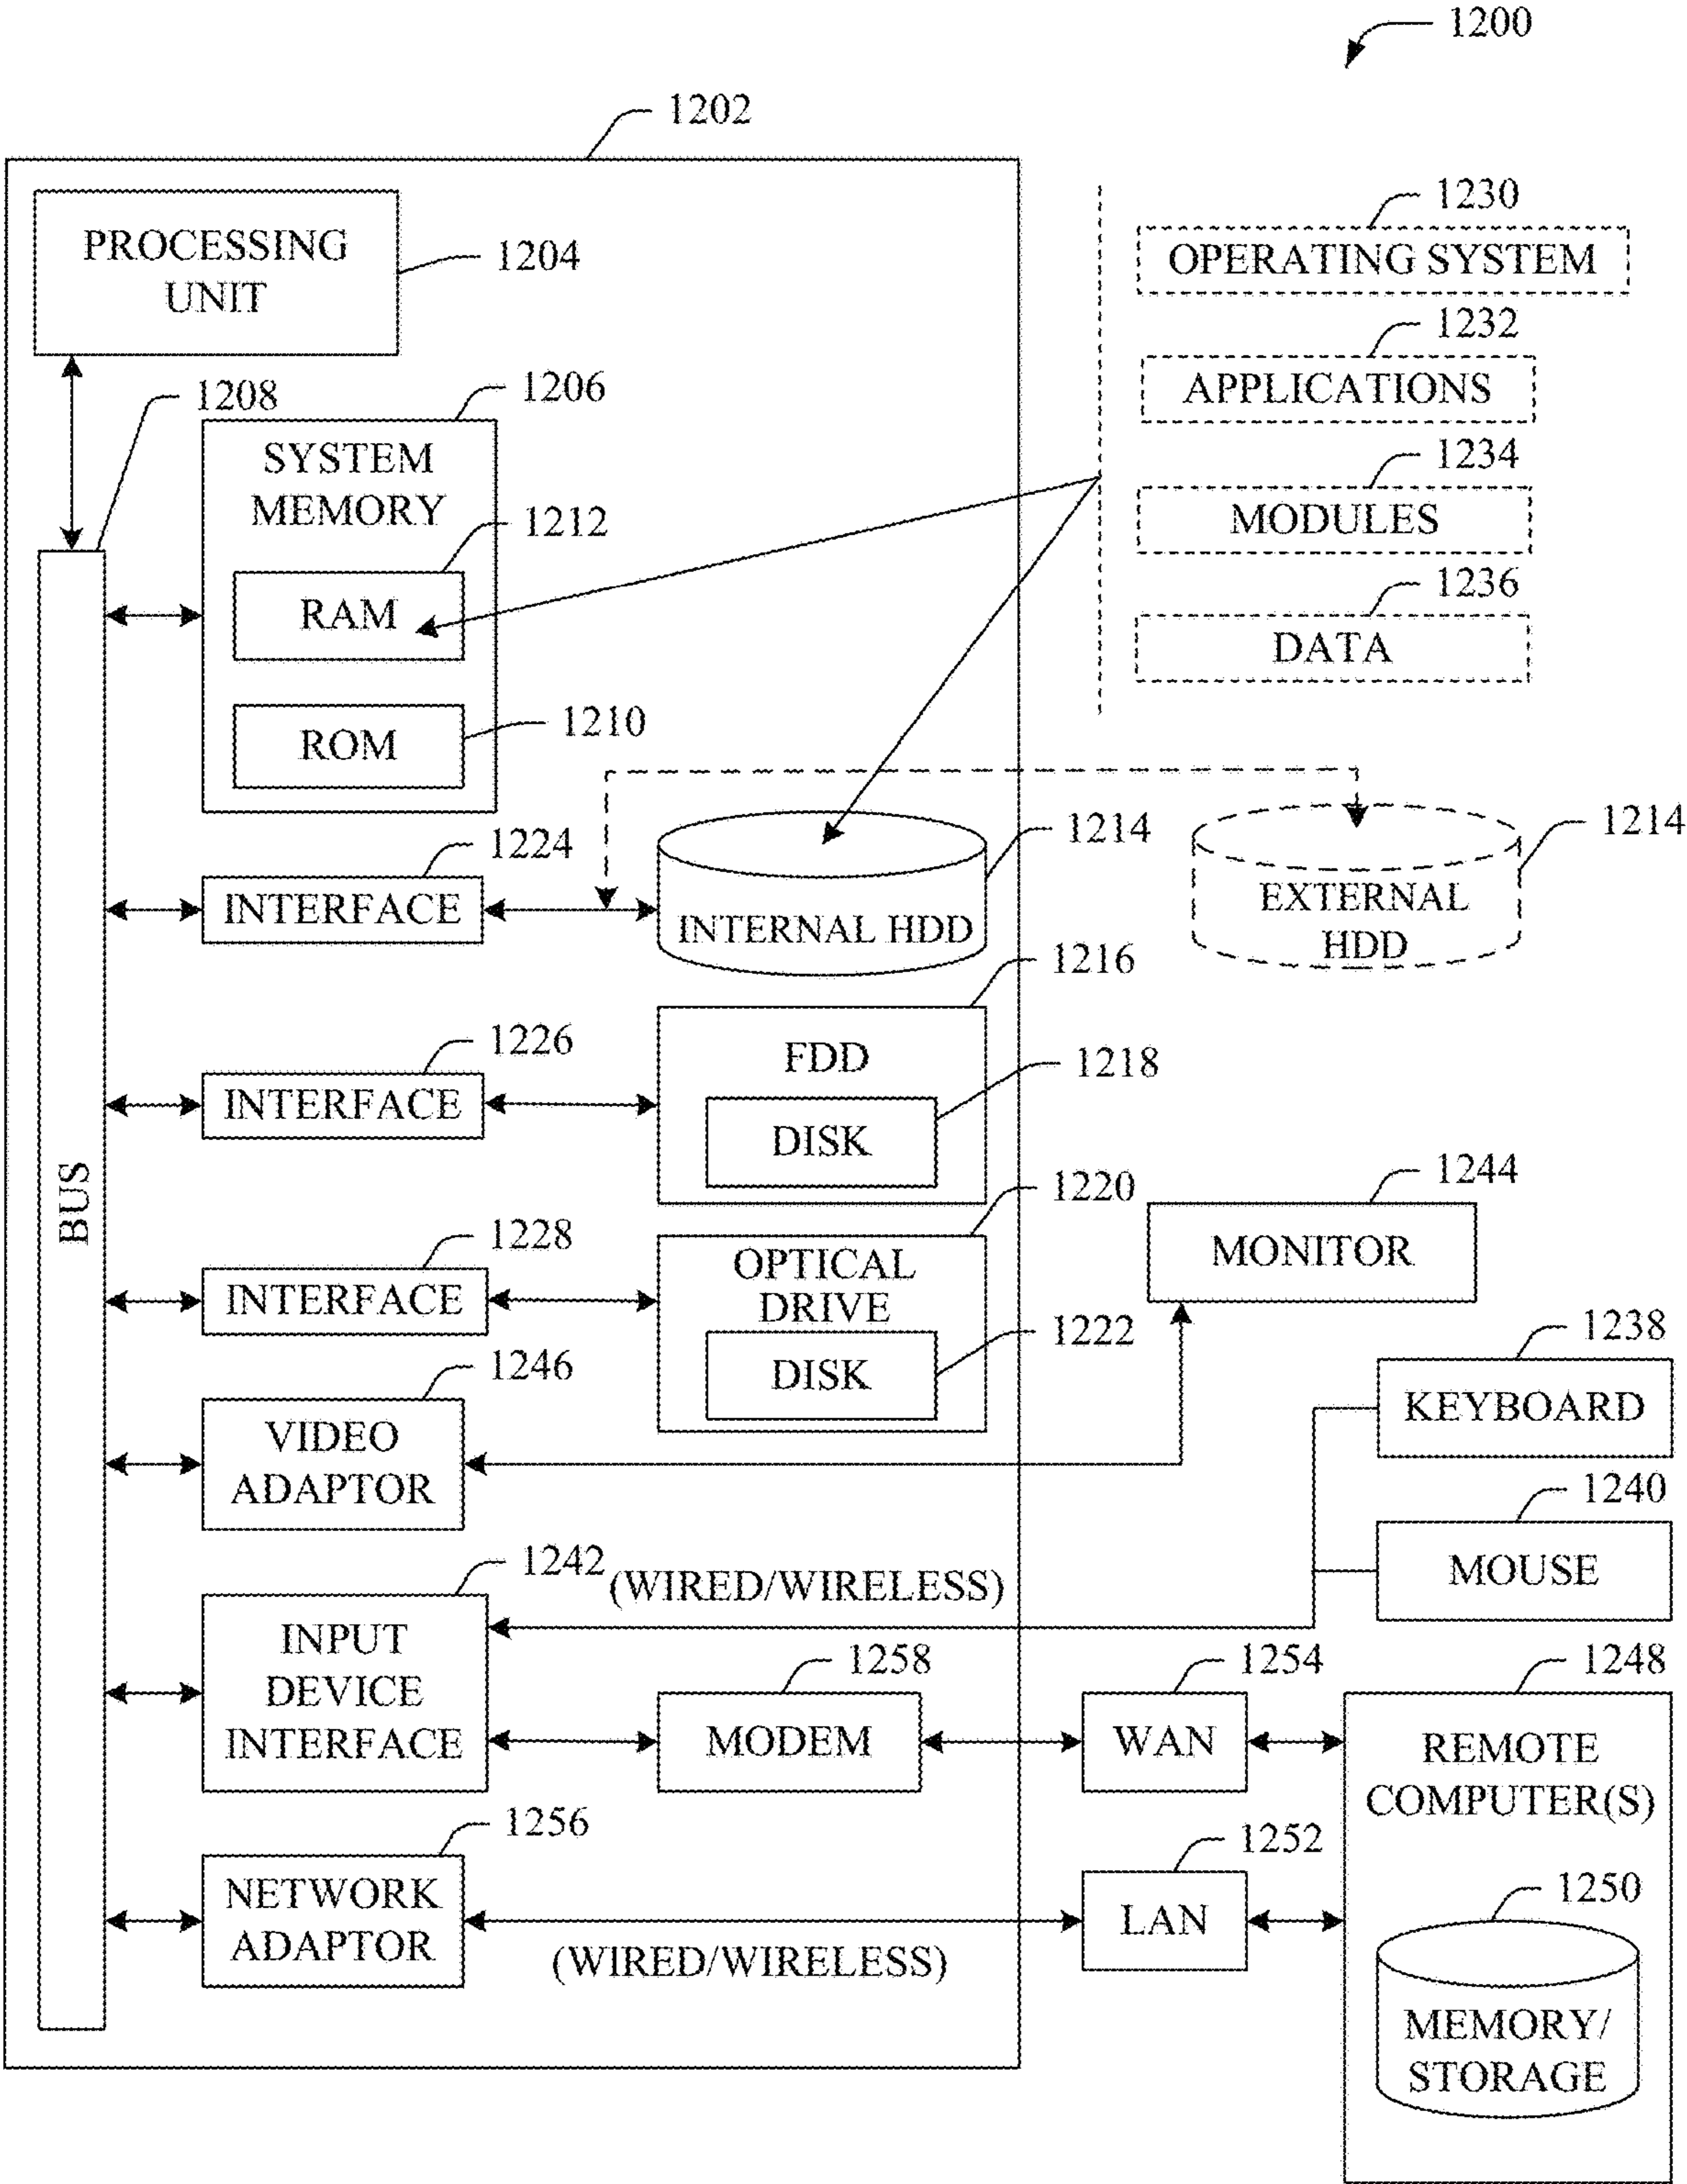 1200
1202
PROCESSING
UNIT
1204
1230
OPERATING SYSTEM
1232
APPLICATIONS
1234
MODULES
1236
DATA
1208
1206
SYSTEM
MEMORY
1212
RAM
1210
ROM
BUS
1224
INTERFACE
1214
INTERNAL HDD
1214
EXTERNAL
HDD
1216
FDD
1218
DISK
1226
INTERFACE
1220
OPTICAL
DRIVE
1222
DISK
1228
INTERFACE
1244
MONITOR
1246
VIDEO
ADAPTOR
1238
KEYBOARD
1240
MOUSE
1242
(WIRED/WIRELESS)
INPUT
DEVICE
INTERFACE
1258
MODEM
1254
WAN
1248
REMOTE
COMPUTER(S)
1256
NETWORK
ADAPTOR
(WIRED/WIRELESS)
1252
LAN
1250
MEMORY/
STORAGE